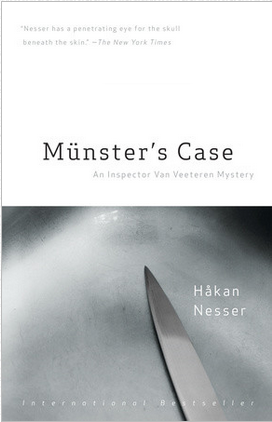 "Nesser has a penetrating eye for the skull
beneath the skin." —The New York Times
Münster's Case
An Inspector Van Veeteren Mystery
Håkan
Nesser
International Bestseller